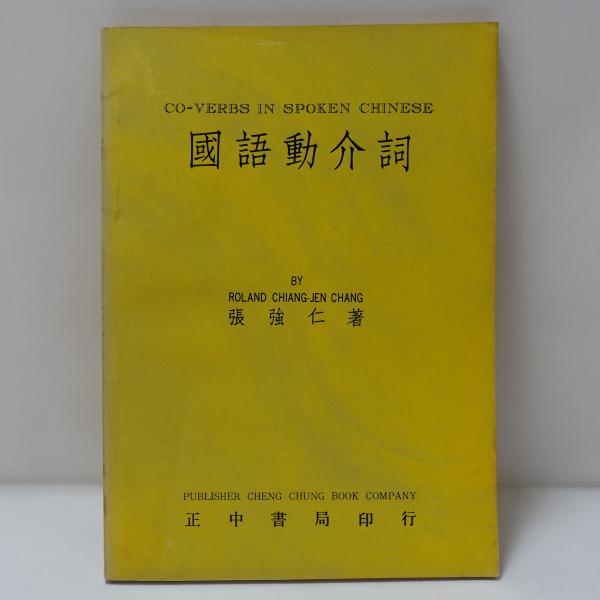 CO-VERBS IN SPOKEN CHINESE
國語動介詞
BY
ROLAND CHIANG-JEN CHANG
張強仁著
PUBLISHER CHENG CHUNG BOOK COMPANY
正中書局印行